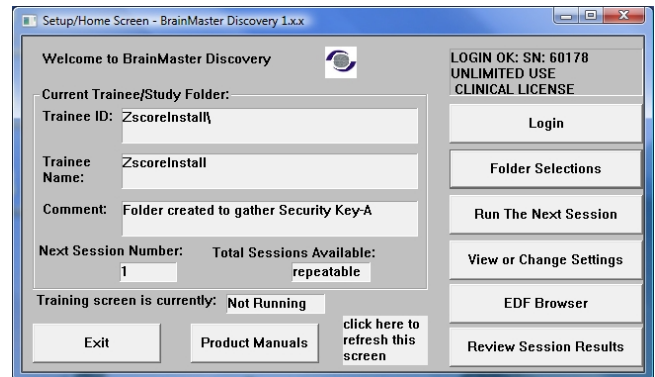 Setup/Home Screen - BrainMaster Discovery 1.x.x
Welcome to BrainMaster Discovery
LOGIN OK: SN: 60178
UNLIMITED USE
CLINICAL LICENSE
Current Trainee/Study Folder:
Trainee ID: ZscoreInstall\
Trainee
Name:
ZscoreInstall
Comment: Folder created to gather Security Key-A
Next Session Number:
1
Total Sessions Available:
repeatable
Training screen is currently: Not Running
Exit
Product Manuals
click here to
refresh this
screen
Login
Folder Selections
Run The Next Session
View or Change Settings
EDF Browser
Review Session Results